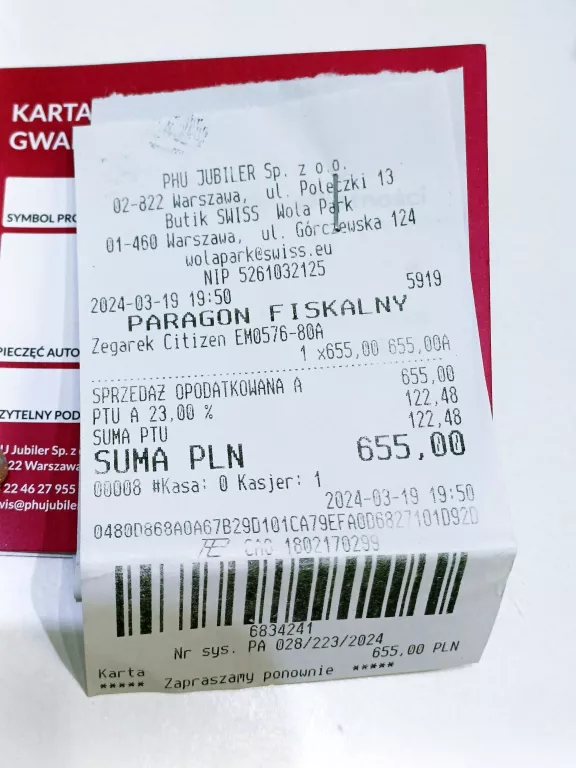 KARTA
GWA
SYMBOL PRO
PIECZĘĆ AUTO
ZYTELNY POD
U Jubiler Sp. z
22 Warszawa
22 46 27 955
wis@phujubile
PHU JUBILER Sp. z o.o.
02-822 Warszawa, ul. Poleczki 13
Butik SWISS Wola Park
01-460 Warszawa, ul. Górczewska 124
wolapark@swiss.eu
NIP 5261032125
2024-03-19 19:50 5919
PARAGON FISKALNY
Zegarek Citizen EM0576-80A
1 x655,00 655,00A
SPRZEDAŻ OPODATKOWANA A 655,00
PTU A 23,00 % 122,48
SUMA PTU 122,48
SUMA PLN 655,00
00008 #Kasa: 0 Kasjer: 1
2024-03-19 19:50
0480D868A0A67B29D101CA79EFA0D6827101D92D
CAO 1802170299
6834241
Nr sys. PA 028/223/2024
Karta 655,00 PLN
***** Zapraszamy ponownie *****